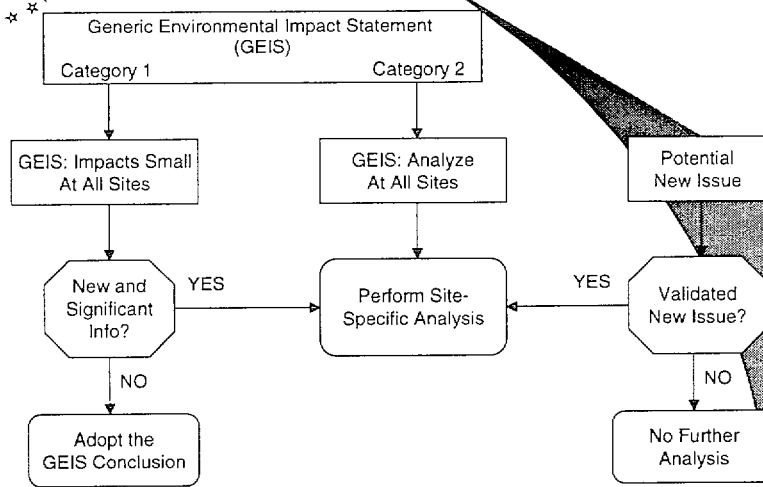 Generic Environmental Impact Statement
(GEIS)
Category 1
Category 2
GEIS: Impacts Small
At All Sites
GEIS: Analyze
At All Sites
Potential
New Issue
New and
Significant
Info?
YES
Perform Site-
Specific Analysis
YES
Validated
New Issue?
NO
NO
Adopt the
GEIS Conclusion
No Further
Analysis